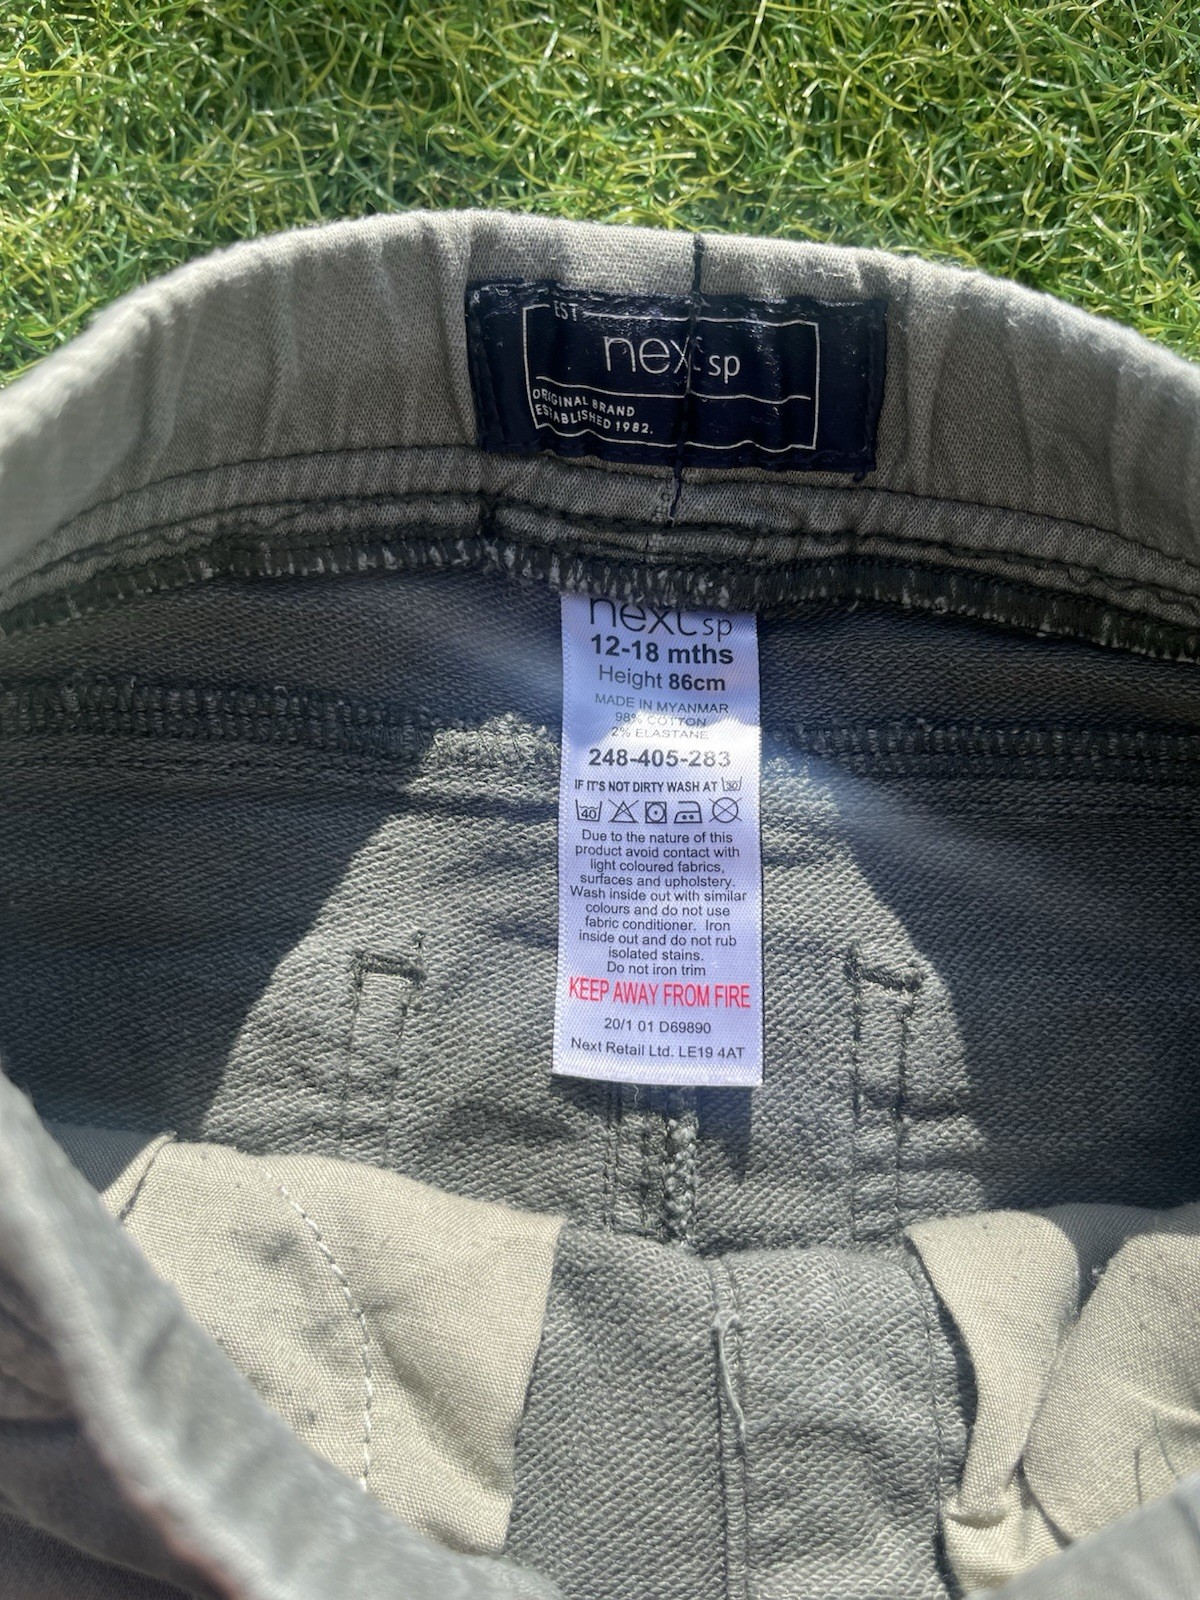 EST
next sp
ORIGINAL BRAND
ESTABLISHED 1982.
next sp
12-18 mths
Height 86cm
MADE IN MYANMAR
98% COTTON
2% ELASTANE
248-405-283
IF IT'S NOT DIRTY WASH AT 30
40
Due to the nature of this
product avoid contact with
light coloured fabrics,
surfaces and upholstery.
Wash inside out with similar
colours and do not use
fabric conditioner. Iron
inside out and do not rub
isolated stains.
Do not iron trim
KEEP AWAY FROM FIRE
20/1 01 D69890
Next Retail Ltd. LE19 4AT